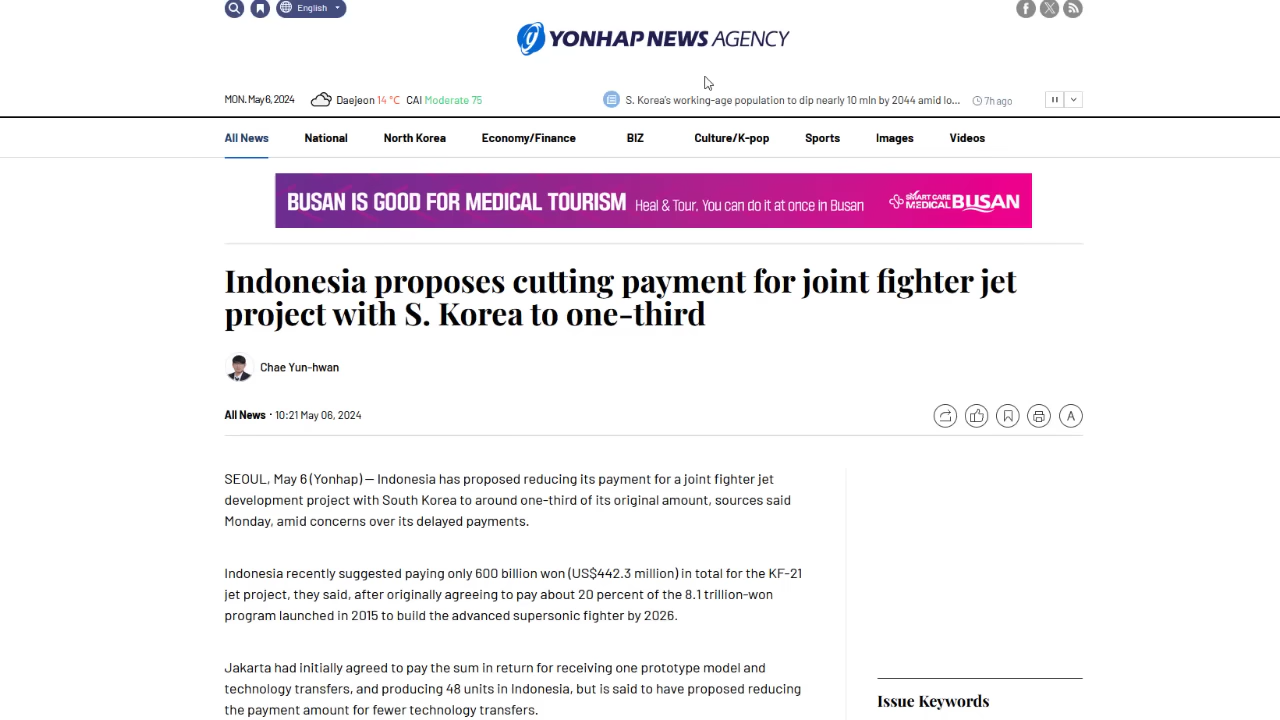 English
YONHAP NEWS AGENCY
MON. May 6, 2024 Daejeon 14 ℃ CAI Moderate 75 S. Korea's working-age population to dip nearly 10 mln by 2044 amid lo... 7h ago
All News National North Korea Economy/Finance BIZ Culture/K-pop Sports Images Videos
BUSAN IS GOOD FOR MEDICAL TOURISM Heal & Tour, You can do it at once in Busan SMART CARE MEDICAL BUSAN
Indonesia proposes cutting payment for joint fighter jet
project with S. Korea to one-third
Chae Yun-hwan
All News · 10:21 May 06, 2024 A
SEOUL, May 6 (Yonhap) — Indonesia has proposed reducing its payment for a joint fighter jet
development project with South Korea to around one-third of its original amount, sources said
Monday, amid concerns over its delayed payments.
Indonesia recently suggested paying only 600 billion won (US$442.3 million) in total for the KF-21
jet project, they said, after originally agreeing to pay about 20 percent of the 8.1 trillion-won
program launched in 2015 to build the advanced supersonic fighter by 2026.
Jakarta had initially agreed to pay the sum in return for receiving one prototype model and
technology transfers, and producing 48 units in Indonesia, but is said to have proposed reducing
the payment amount for fewer technology transfers.
Issue Keywords